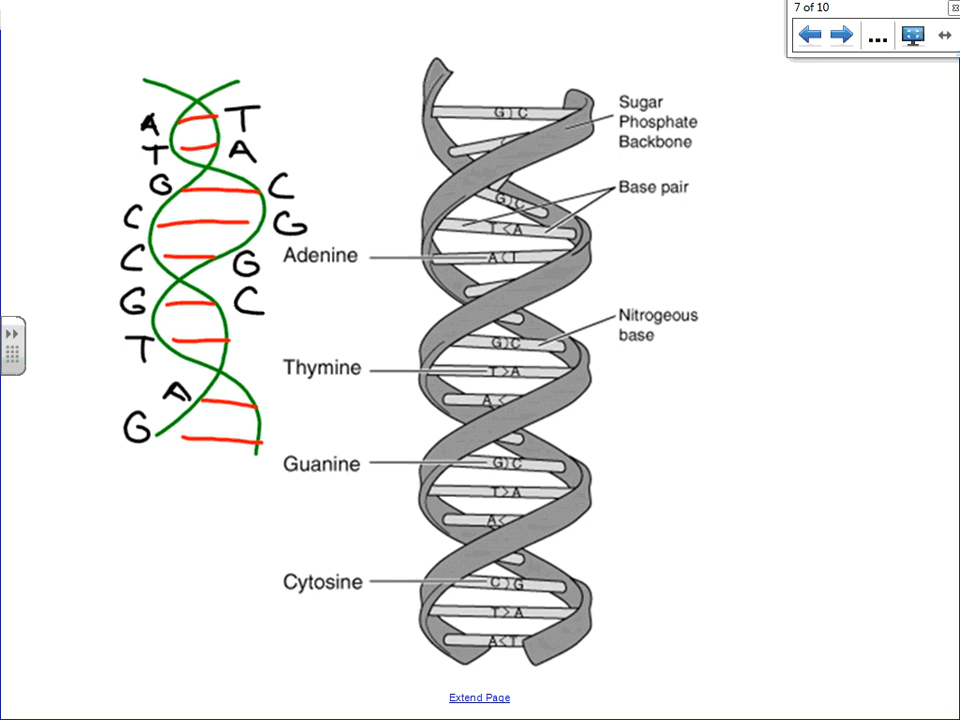 7 of 10
...
A T
T A
G C
C G
C G
G C
T
A
G
Sugar
Phosphate
Backbone
Base pair
Adenine
Nitrogeous
base
Thymine
Guanine
Cytosine
G C
C
G C
T A
A T
G C
T A
A
G C
T A
A
C G
T A
A T
Extend Page